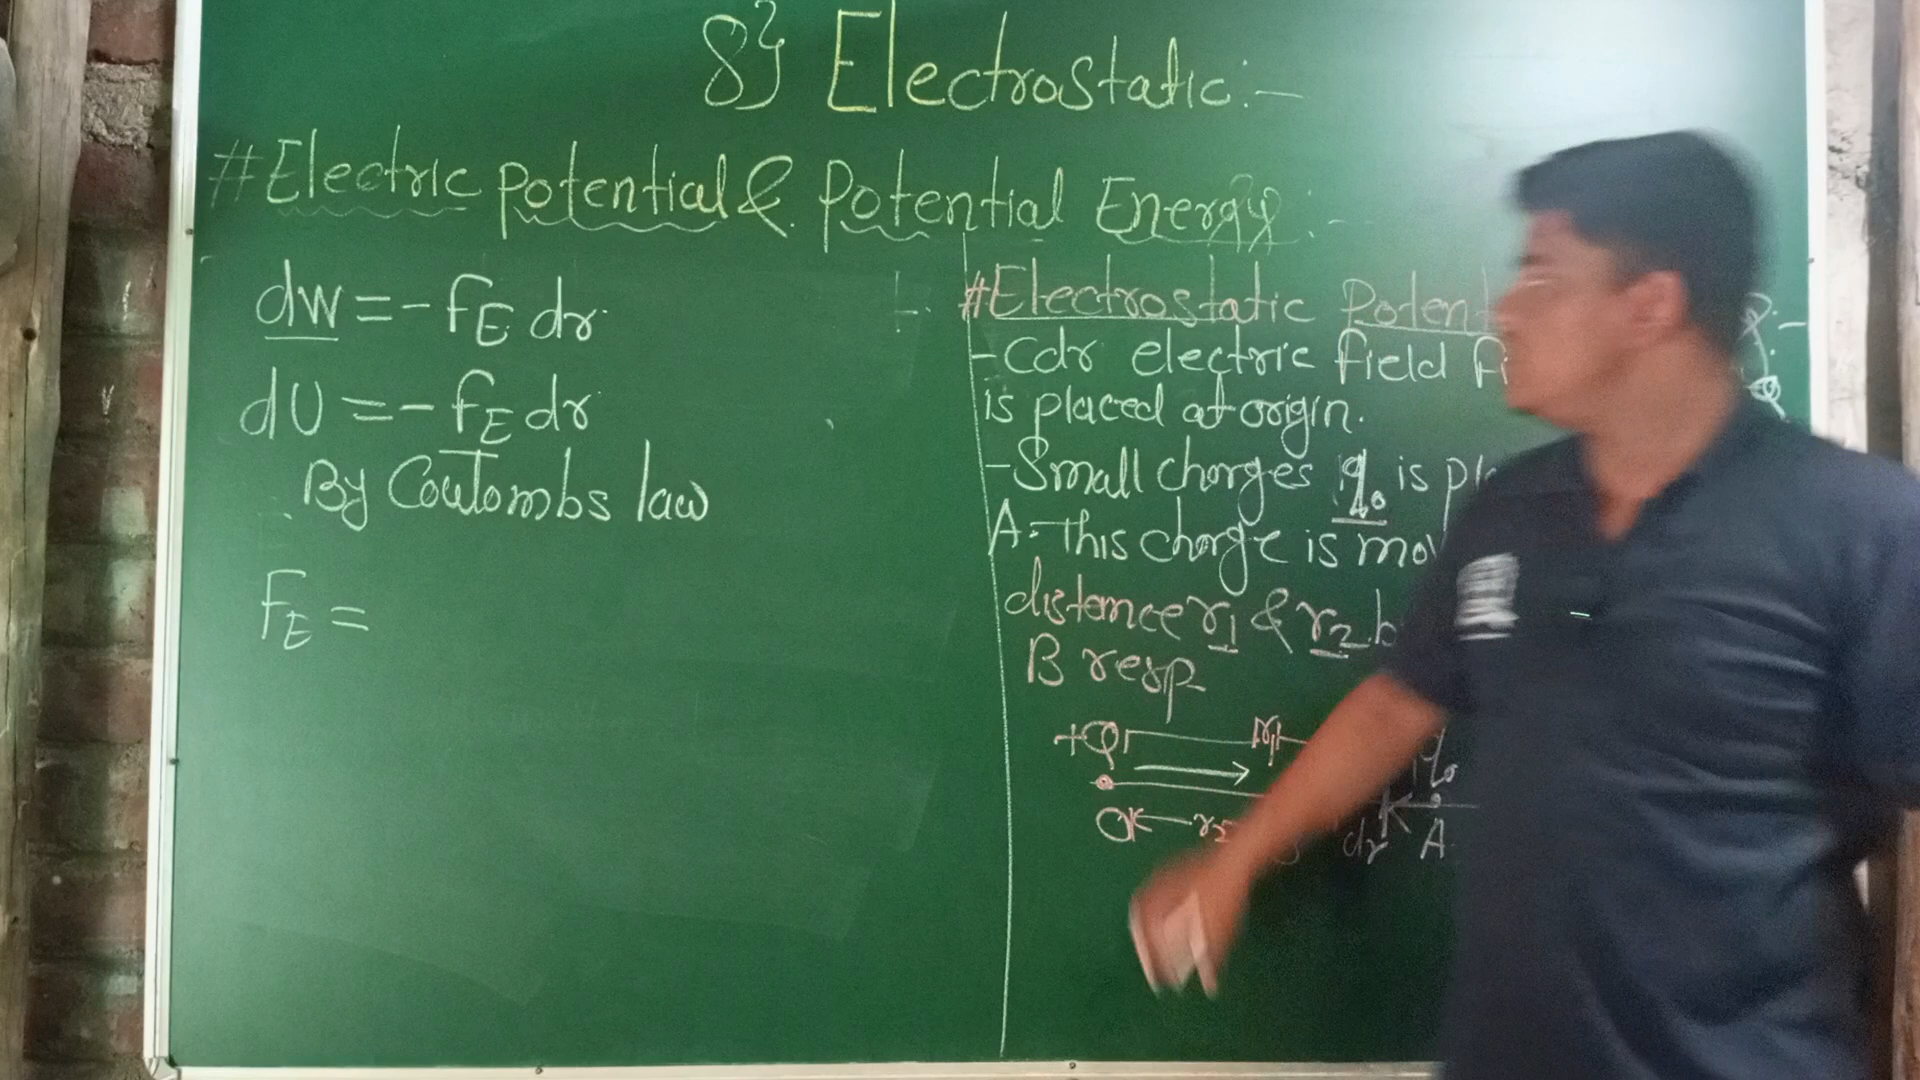 8} Electrostatic:-
#Electric potential & Potential Energy:-
dW = - FE dr
dU = - FE dr
By Coulombs law
FE =
#Electrostatic Poten
- Cdr electric field
is placed at origin.
- Small charges q₀ is
A. This charge is
distance r1 & r2
B resp
+Q r1 q₀
O r2 dr A